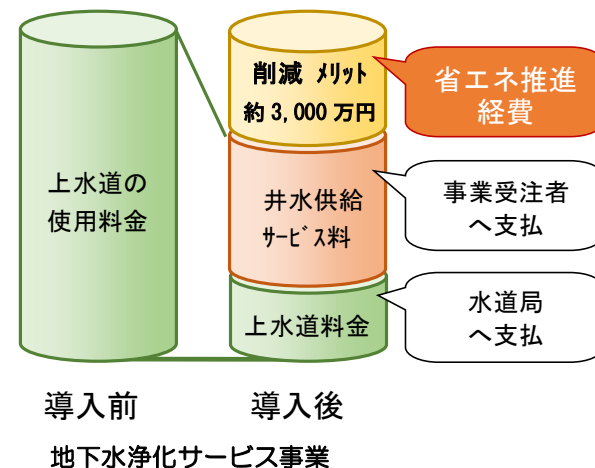 上水道の
使用料金
削減 ﾒﾘｯﾄ
約 3,000 万円
井水供給
ｻｰﾋﾞｽ料
上水道料金
省エネ推進
経費
事業受注者
へ支払
水道局
へ支払
導入前
導入後
地下水浄化サービス事業